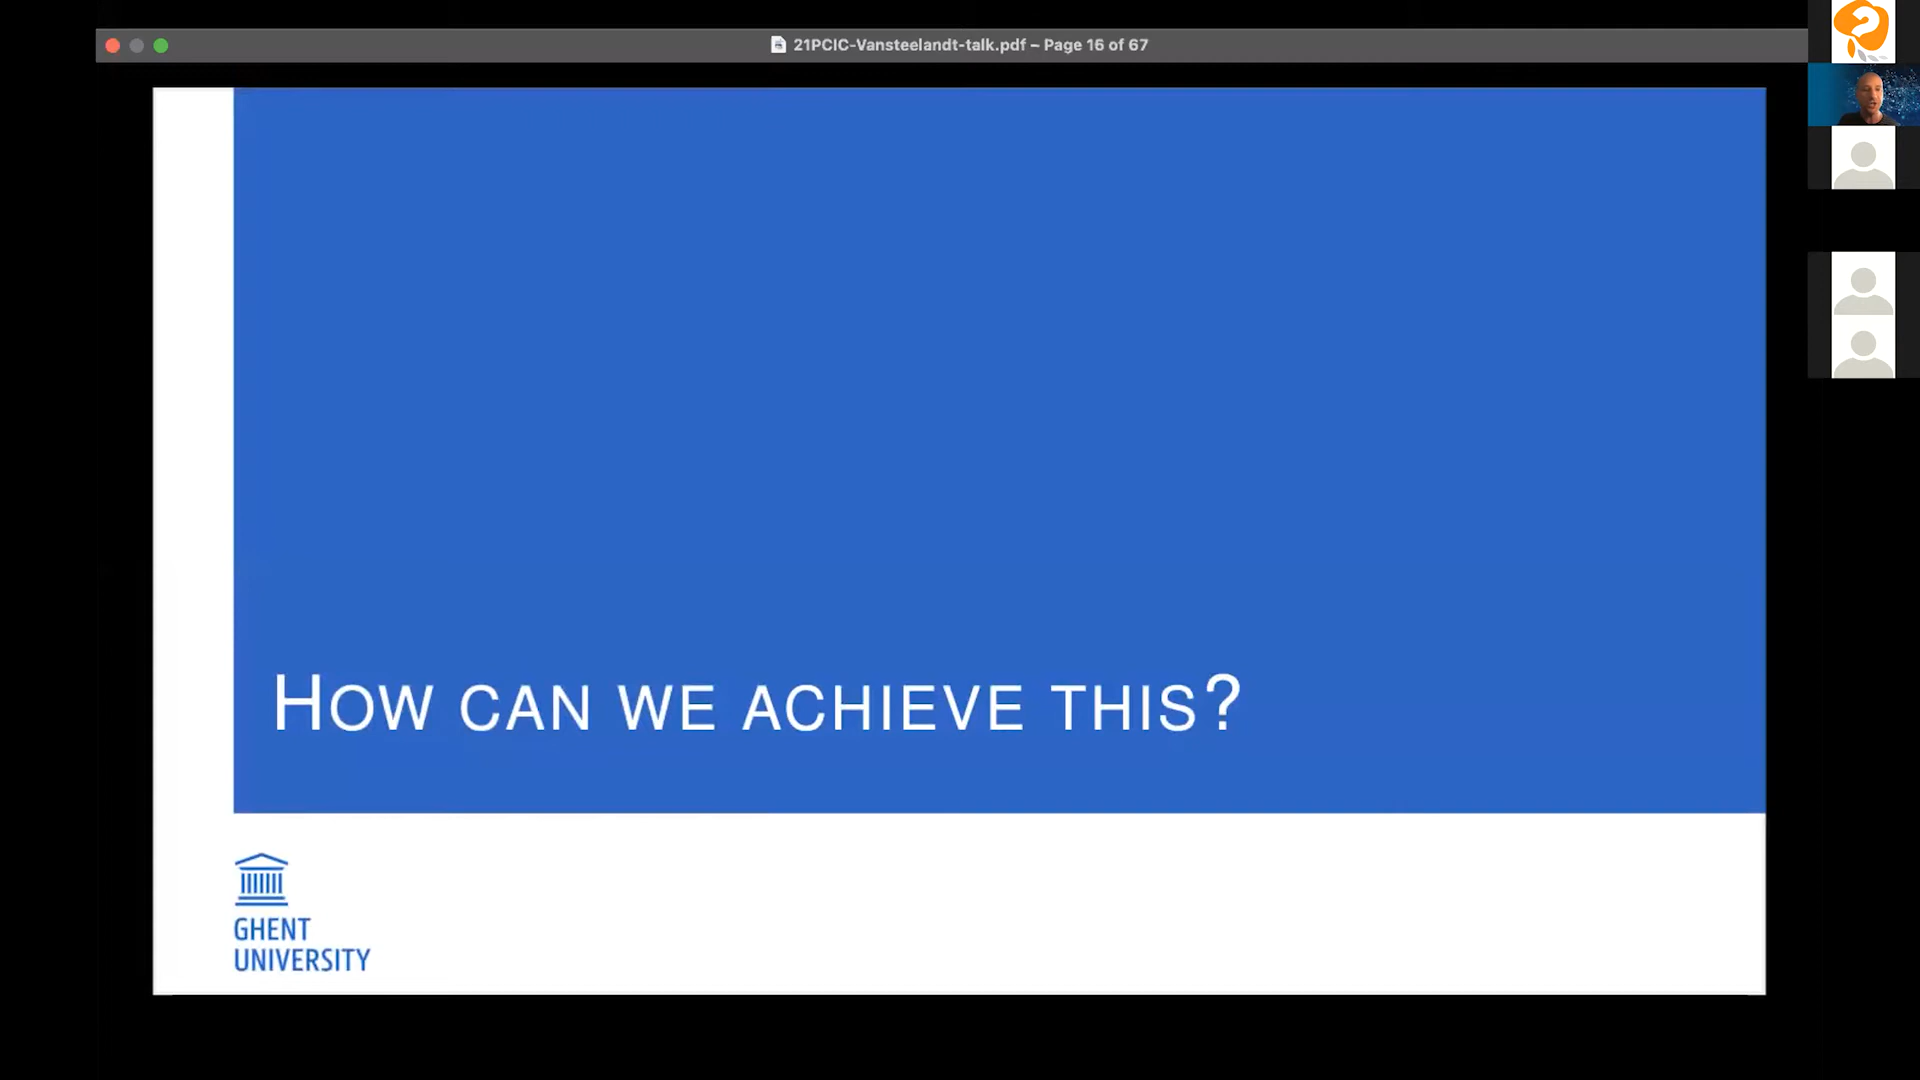 21PCIC-Vansteelandt-talk.pdf – Page 16 of 67
HOW CAN WE ACHIEVE THIS?
GHENT
UNIVERSITY